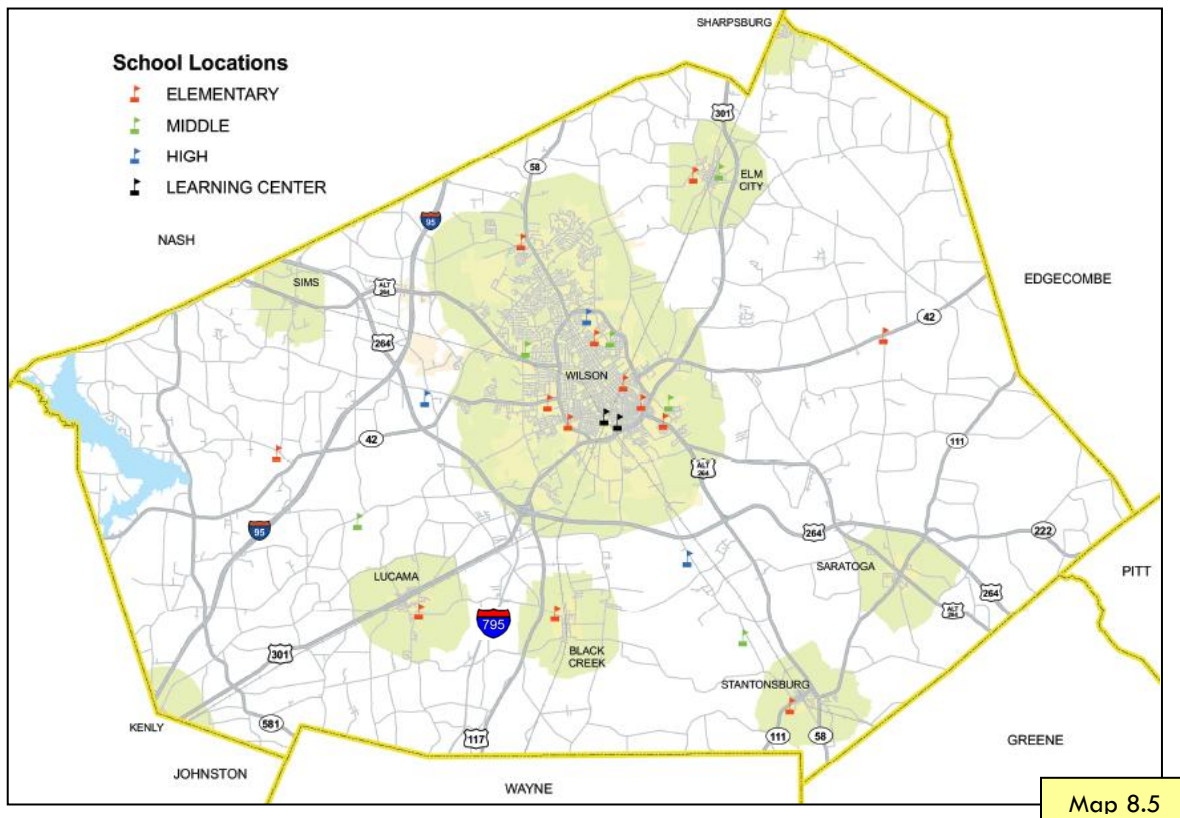 SHARPSBURG
School Locations
ELEMENTARY
MIDDLE
HIGH
LEARNING CENTER
301
58
ELM
CITY
NASH
95
SIMS
ALT
264
EDGECOMBE
42
264
WILSON
42
111
ALT
264
95
264
222
LUCAMA
SARATOGA
PITT
264
ALT
264
795
301
BLACK
CREEK
STANTONSBURG
KENLY
581
117
111
58
GREENE
JOHNSTON
WAYNE
Map 8.5